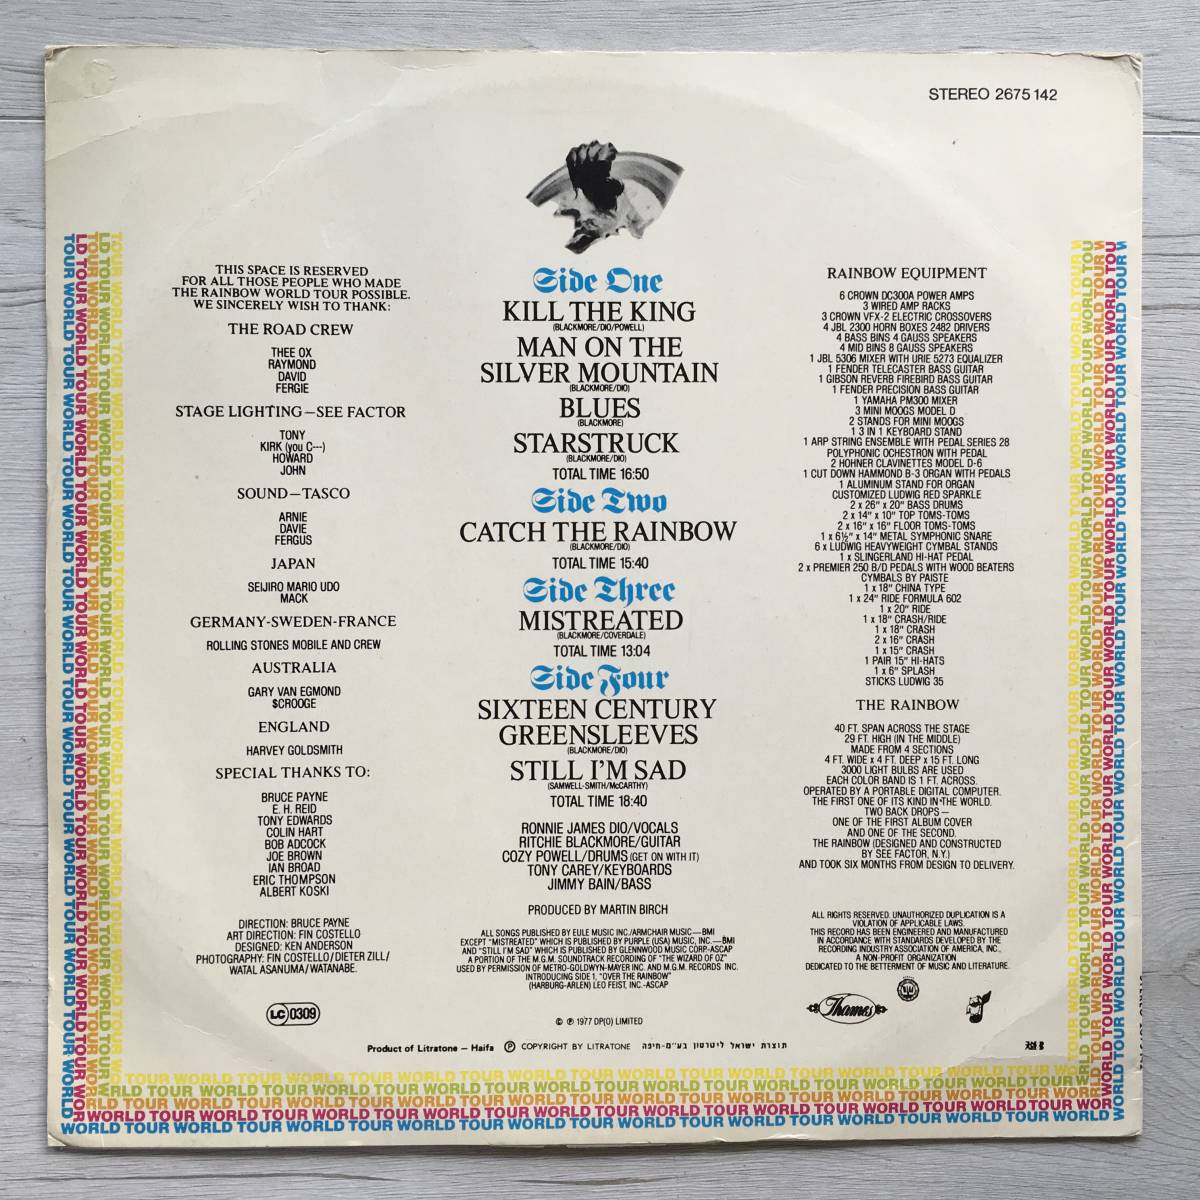 STEREO 2675 142
THIS SPACE IS RESERVED
FOR ALL THOSE PEOPLE WHO MADE
THE RAINBOW WORLD TOUR POSSIBLE.
WE SINCERELY WISH TO THANK:
THE ROAD CREW
THEE OX
RAYMOND
DAVID
FERGIE
STAGE LIGHTING—SEE FACTOR
TONY
KIRK (you C---)
HOWARD
JOHN
SOUND—TASCO
ARNIE
DAVIE
FERGUS
JAPAN
SEIJIRO MARIO UDO
MACK
GERMANY-SWEDEN-FRANCE
ROLLING STONES MOBILE AND CREW
AUSTRALIA
GARY VAN EGMOND
$CROOGE
ENGLAND
HARVEY GOLDSMITH
SPECIAL THANKS TO:
BRUCE PAYNE
E. H. REID
TONY EDWARDS
COLIN HART
BOB ADCOCK
JOE BROWN
IAN BROAD
ERIC THOMPSON
ALBERT KOSKI
DIRECTION: BRUCE PAYNE
ART DIRECTION: FIN COSTELLO
DESIGNED: KEN ANDERSON
PHOTOGRAPHY: FIN COSTELLO/DIETER ZILL/
WATAL ASANUMA/WATANABE.
LC 0309
Side One
KILL THE KING
(BLACKMORE/DIO/POWELL)
MAN ON THE
SILVER MOUNTAIN
(BLACKMORE/DIO)
BLUES
(BLACKMORE)
STARSTRUCK
(BLACKMORE/DIO)
TOTAL TIME 16:50
Side Two
CATCH THE RAINBOW
(BLACKMORE/DIO)
TOTAL TIME 15:40
Side Three
MISTREATED
(BLACKMORE/COVERDALE)
TOTAL TIME 13:04
Side Four
SIXTEEN CENTURY
GREENSLEEVES
(BLACKMORE/DIO)
STILL I'M SAD
(SAMWELL-SMITH/McCARTHY)
TOTAL TIME 18:40
RONNIE JAMES DIO/VOCALS
RITCHIE BLACKMORE/GUITAR
COZY POWELL/DRUMS (GET ON WITH IT)
TONY CAREY/KEYBOARDS
JIMMY BAIN/BASS
PRODUCED BY MARTIN BIRCH
ALL SONGS PUBLISHED BY EULE MUSIC INC./ARMCHAIR MUSIC—BMI
EXCEPT "MISTREATED" WHICH IS PUBLISHED BY PURPLE (USA) MUSIC, INC.—BMI
AND "STILL I'M SAD" WHICH IS PUBLISHED BY GLENNWOOD MUSIC CORP-ASCAP
A PORTION OF THE M.G.M. SOUNDTRACK RECORDING OF "THE WIZARD OF OZ"
USED BY PERMISSION OF METRO-GOLDWYN-MAYER INC. AND M.G.M. RECORDS INC.
INTRODUCING SIDE 1, "OVER THE RAINBOW"
(HARBURG-ARLEN) LEO FEIST, INC.-ASCAP
© ℗ 1977 DP(O) LIMITED
Product of Litratone – Haifa ℗ COPYRIGHT BY LITRATONE תוצרת ישראל ליטרטון בע"מ-חיפה
RAINBOW EQUIPMENT
6 CROWN DC300A POWER AMPS
3 WIRED AMP RACKS
3 CROWN VFX-2 ELECTRIC CROSSOVERS
4 JBL 2300 HORN BOXES 2482 DRIVERS
4 BASS BINS 4 GAUSS SPEAKERS
4 MID BINS 8 GAUSS SPEAKERS
1 JBL 5306 MIXER WITH URIE 5273 EQUALIZER
1 FENDER TELECASTER BASS GUITAR
1 GIBSON REVERB FIREBIRD BASS GUITAR
1 FENDER PRECISION BASS GUITAR
1 YAMAHA PM300 MIXER
3 MINI MOOGS MODEL D
2 STANDS FOR MINI MOOGS
1 3 IN 1 KEYBOARD STAND
1 ARP STRING ENSEMBLE WITH PEDAL SERIES 28
POLYPHONIC OCHESTRON WITH PEDAL
2 HOHNER CLAVINETTES MODEL D-6
1 CUT DOWN HAMMOND B-3 ORGAN WITH PEDALS
1 ALUMINUM STAND FOR ORGAN
CUSTOMIZED LUDWIG RED SPARKLE
2 x 26" x 20" BASS DRUMS
2 x 14" x 10" TOP TOMS-TOMS
2 x 16" x 16" FLOOR TOMS-TOMS
1 x 6½" x 14" METAL SYMPHONIC SNARE
6 x LUDWIG HEAVYWEIGHT CYMBAL STANDS
1 x SLINGERLAND HI-HAT PEDAL
2 x PREMIER 250 B/D PEDALS WITH WOOD BEATERS
CYMBALS BY PAISTE
1 x 18" CHINA TYPE
1 x 24" RIDE FORMULA 602
1 x 20" RIDE
1 x 18" CRASH/RIDE
1 x 18" CRASH
2 x 16" CRASH
1 x 15" CRASH
1 PAIR 15" HI-HATS
1 x 6" SPLASH
STICKS LUDWIG 35
THE RAINBOW
40 FT. SPAN ACROSS THE STAGE
29 FT. HIGH (IN THE MIDDLE)
MADE FROM 4 SECTIONS
4 FT. WIDE x 4 FT. DEEP x 15 FT. LONG
3000 LIGHT BULBS ARE USED
EACH COLOR BAND IS 1 FT. ACROSS.
OPERATED BY A PORTABLE DIGITAL COMPUTER.
THE FIRST ONE OF ITS KIND IN THE WORLD.
TWO BACK DROPS—
ONE OF THE FIRST ALBUM COVER
AND ONE OF THE SECOND.
THE RAINBOW (DESIGNED AND CONSTRUCTED
BY SEE FACTOR, N.Y.)
AND TOOK SIX MONTHS FROM DESIGN TO DELIVERY.
ALL RIGHTS RESERVED. UNAUTHORIZED DUPLICATION IS A
VIOLATION OF APPLICABLE LAWS.
THIS RECORD HAS BEEN ENGINEERED AND MANUFACTURED
IN ACCORDANCE WITH STANDARDS DEVELOPED BY THE
RECORDING INDUSTRY ASSOCIATION OF AMERICA, INC.,
A NON-PROFIT ORGANIZATION
DEDICATED TO THE BETTERMENT OF MUSIC AND LITERATURE.
Thames
TOUR WORLD TOUR WORLD TOUR WORLD TOUR WORLD TOUR WORLD TOUR WORLD TOUR WORLD TOUR WORLD